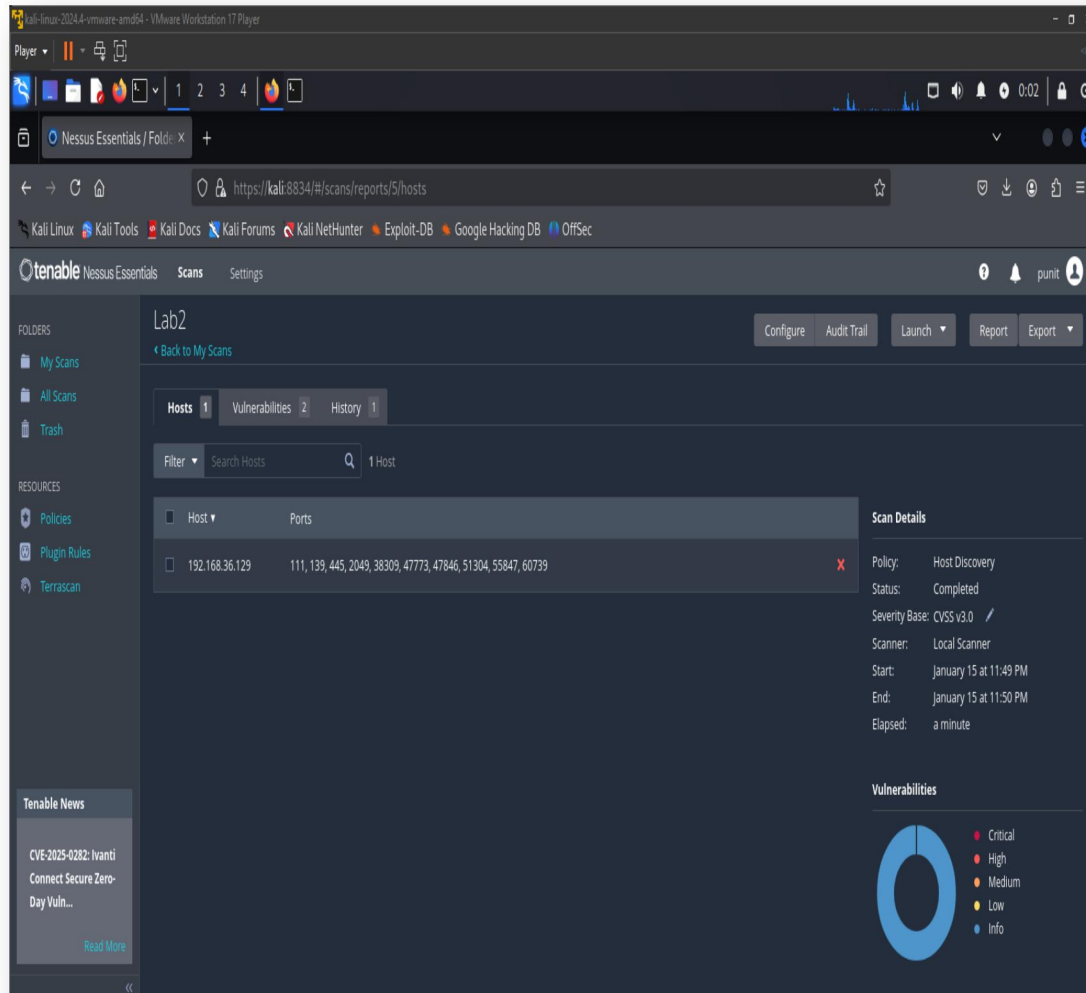 kali-linux-2024.4-vmware-amd64 - VMware Workstation 17 Player
Player
1 2 3 4
0:02
Nessus Essentials / Folde
https://kali:8834/#/scans/reports/5/hosts
Kali Linux Kali Tools Kali Docs Kali Forums Kali NetHunter Exploit-DB Google Hacking DB OffSec
tenable Nessus Essentials Scans Settings
punit
FOLDERS
My Scans
All Scans
Trash
RESOURCES
Policies
Plugin Rules
Terrascan
Tenable News
CVE-2025-0282: Ivanti
Connect Secure Zero-
Day Vuln...
Read More
Lab2
Back to My Scans
Configure Audit Trail Launch Report Export
Hosts 1 Vulnerabilities 2 History 1
Filter Search Hosts 1 Host
Host Ports
192.168.36.129 111, 139, 445, 2049, 38309, 47773, 47846, 51304, 55847, 60739
Scan Details
Policy: Host Discovery
Status: Completed
Severity Base: CVSS v3.0
Scanner: Local Scanner
Start: January 15 at 11:49 PM
End: January 15 at 11:50 PM
Elapsed: a minute
Vulnerabilities
Critical
High
Medium
Low
Info